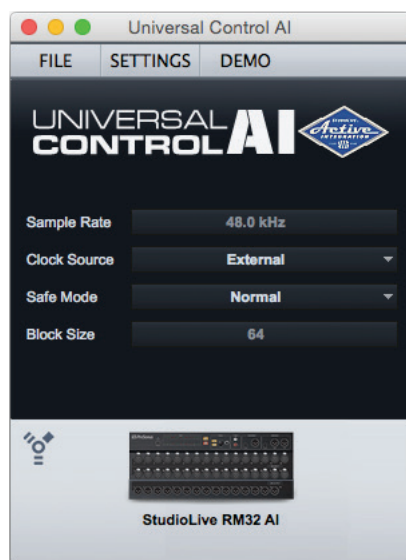 Universal Control AI
FILE SETTINGS DEMO
UNIVERSAL
CONTROL AI
Active
Sample Rate 48.0 kHz
Clock Source External
Safe Mode Normal
Block Size 64
StudioLive RM32 AI